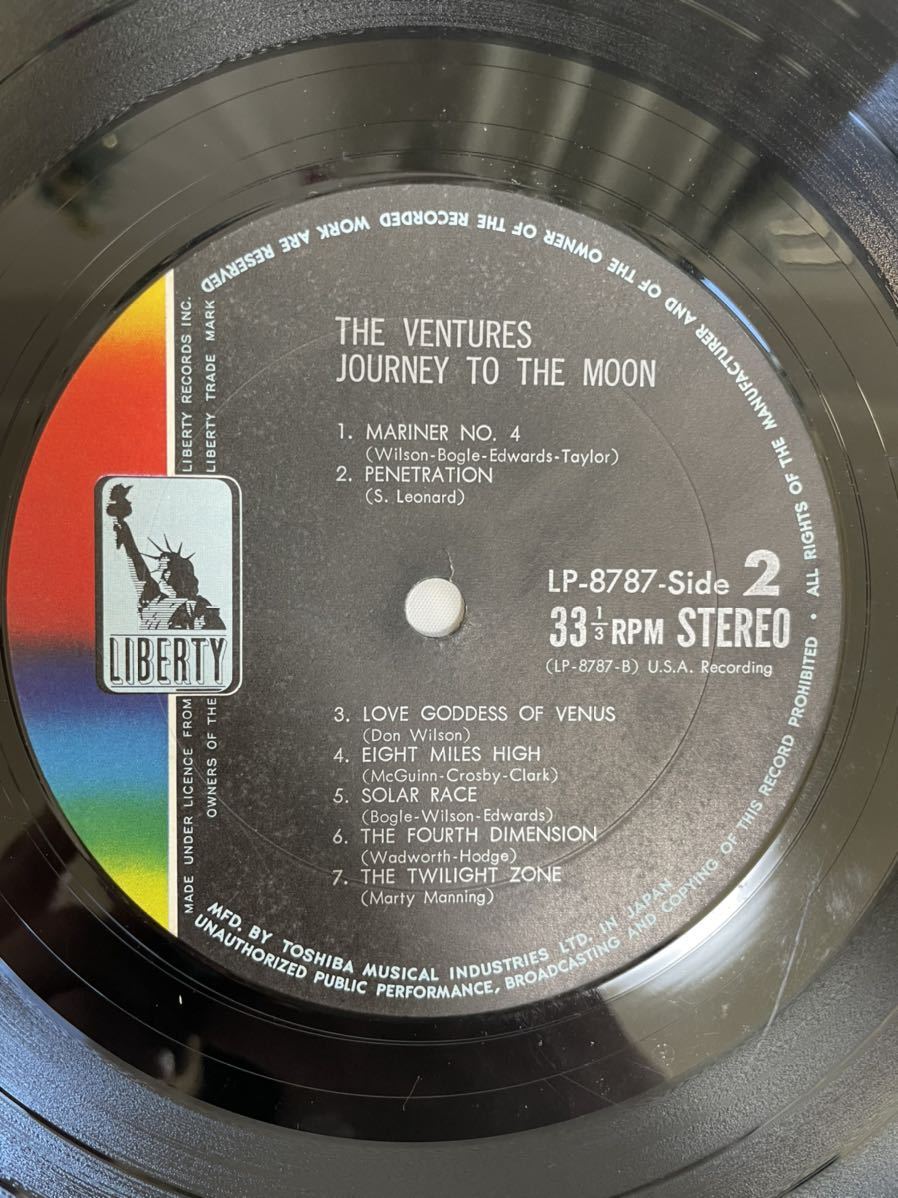 THE VENTURES
JOURNEY TO THE MOON
1. MARINER NO. 4
(Wilson-Bogle-Edwards-Taylor)
2. PENETRATION
(S. Leonard)
LP-8787-Side 2
33 1/3 RPM STEREO
(LP-8787-B) U.S.A. Recording
3. LOVE GODDESS OF VENUS
(Don Wilson)
4. EIGHT MILES HIGH
(McGuinn-Crosby-Clark)
5. SOLAR RACE
(Bogle-Wilson-Edwards)
6. THE FOURTH DIMENSION
(Wadworth-Hodge)
7. THE TWILIGHT ZONE
(Marty Manning)
LIBERTY
MADE UNDER LICENCE FROM LIBERTY RECORDS INC.
OWNERS OF THE LIBERTY TRADE MARK
MFD. BY TOSHIBA MUSICAL INDUSTRIES LTD. IN JAPAN
UNAUTHORIZED PUBLIC PERFORMANCE, BROADCASTING AND COPYING OF THIS RECORD PROHIBITED • ALL RIGHTS OF THE MANUFACTURER AND OF THE OWNER OF THE RECORDED WORK ARE RESERVED